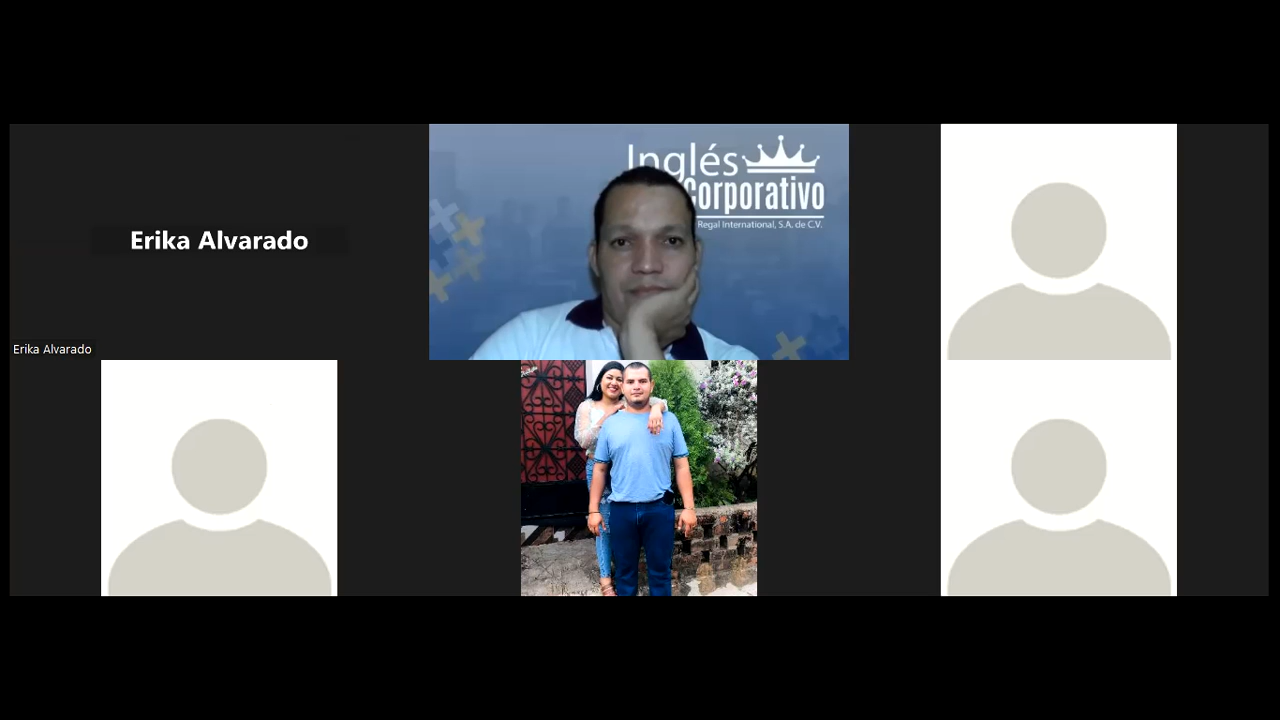 Erika Alvarado
Inglés
Corporativo
Regal International, S.A. de C.V.
Erika Alvarado